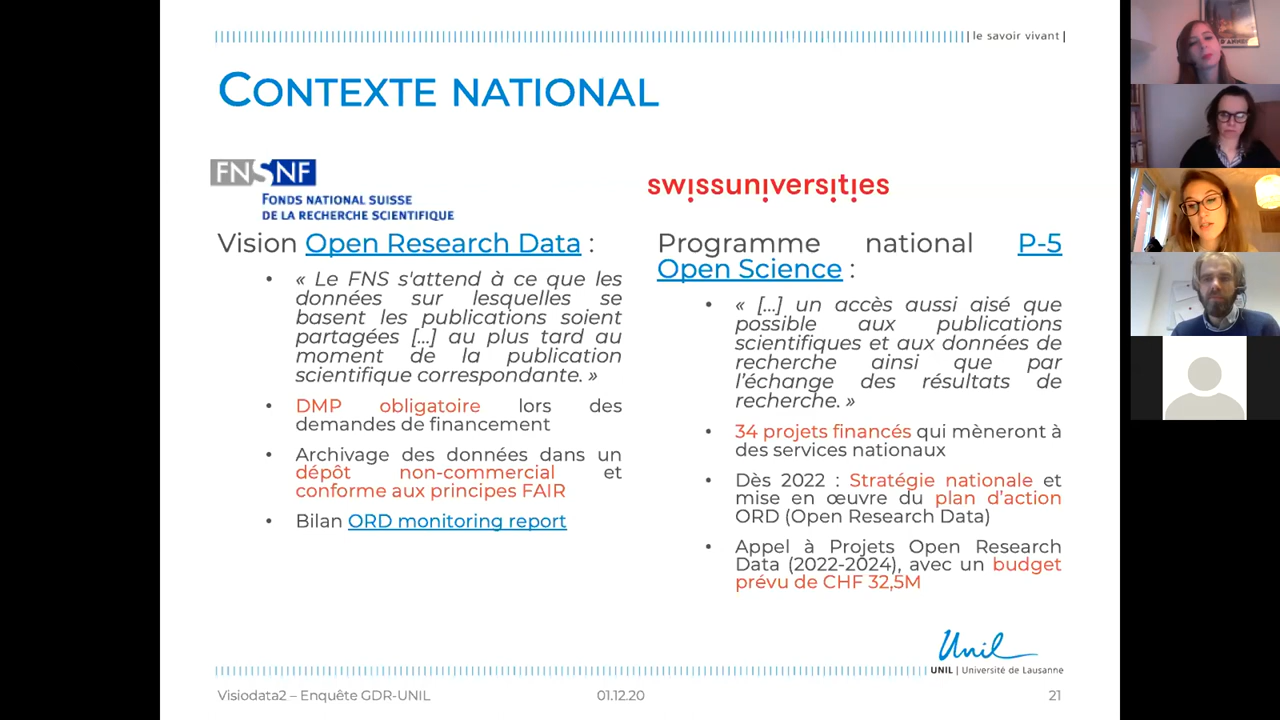 |le savoir vivant|
CONTEXTE NATIONAL
FNSNF
FONDS NATIONAL SUISSE
DE LA RECHERCHE SCIENTIFIQUE
Vision Open Research Data :
• « Le FNS s'attend à ce que les
données sur lesquelles se
basent les publications soient
partagées [...] au plus tard au
moment de la publication
scientifique correspondante. »
• DMP obligatoire lors des
demandes de financement
• Archivage des données dans un
dépôt non-commercial et
conforme aux principes FAIR
• Bilan ORD monitoring report
swissuniversities
Programme national P-5
Open Science :
• « [...] un accès aussi aisé que
possible aux publications
scientifiques et aux données de
recherche ainsi que par
l’échange des résultats de
recherche. »
• 34 projets financés qui mèneront à
des services nationaux
• Dès 2022 : Stratégie nationale et
mise en œuvre du plan d’action
ORD (Open Research Data)
• Appel à Projets Open Research
Data (2022-2024), avec un budget
prévu de CHF 32,5M
Unil
UNIL | Université de Lausanne
Visiodata2 – Enquête GDR-UNIL
01.12.20
21